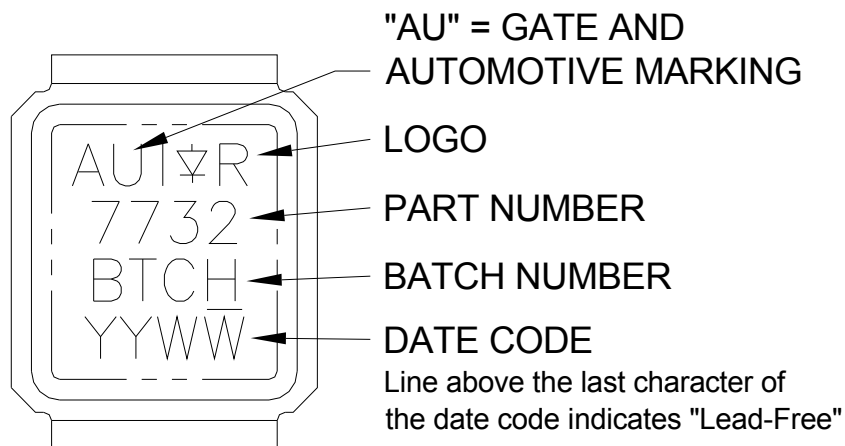 "AU" = GATE AND
AUTOMOTIVE MARKING
AUI R
LOGO
7732
PART NUMBER
BTCH
BATCH NUMBER
YYWW
DATE CODE
Line above the last character of
the date code indicates "Lead-Free"